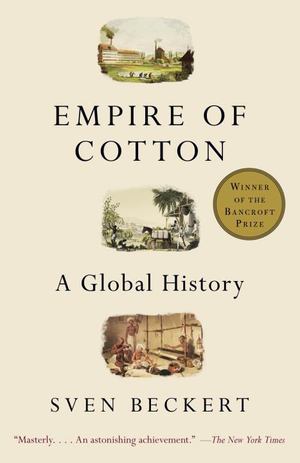 EMPIRE OF
COTTON
WINNER
OF THE
BANCROFT
PRIZE
A Global History
SVEN BECKERT
"Masterly. . . . An astonishing achievement." —The New York Times